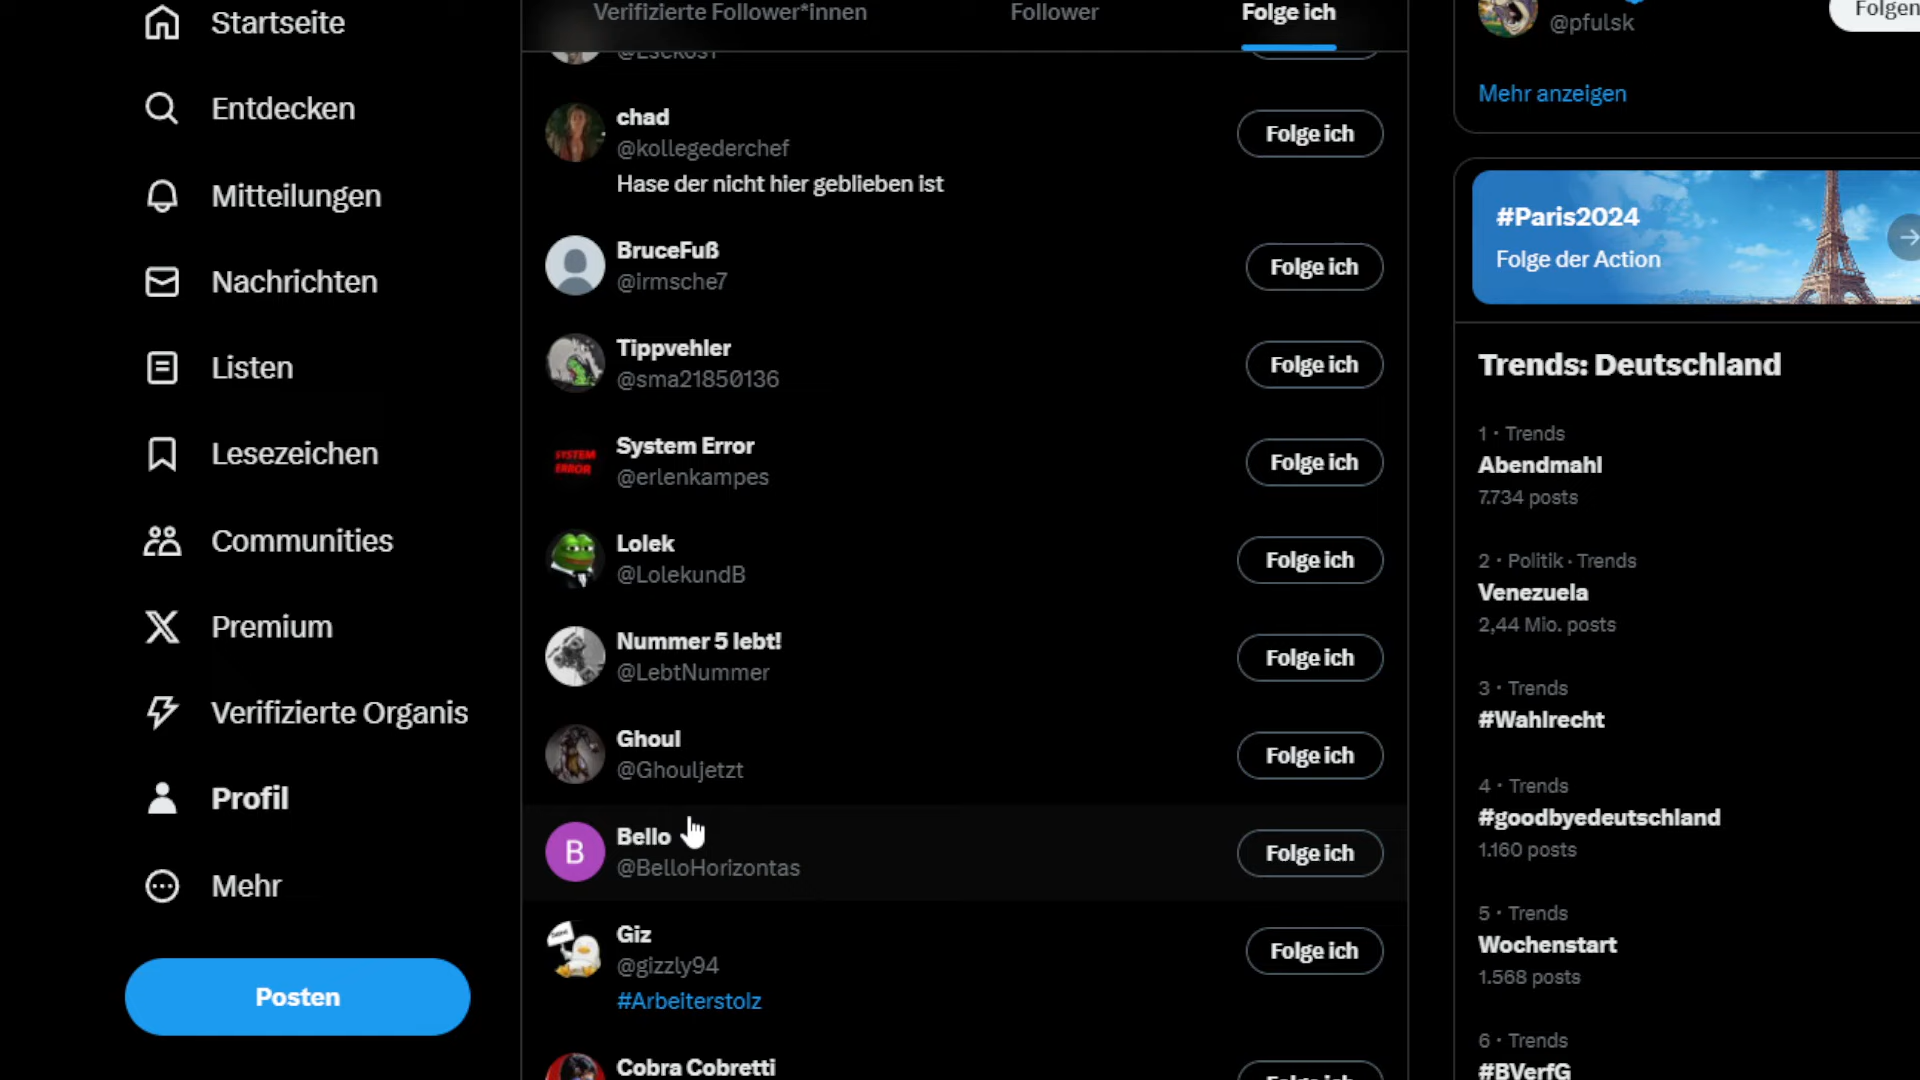 Startseite
Entdecken
Mitteilungen
Nachrichten
Listen
Lesezeichen
Communities
Premium
Verifizierte Organis
Profil
Mehr
Posten
Verifizierte Follower*innen
Follower
Folge ich
chad
@kollegederchef
Hase der nicht hier geblieben ist
Folge ich
BruceFuß
@irmsche7
Folge ich
Tippvehler
@sma21850136
Folge ich
System Error
@erlenkampes
Folge ich
SYSTEM
ERROR
Lolek
@LolekundB
Folge ich
Nummer 5 lebt!
@LebtNummer
Folge ich
Ghoul
@Ghouljetzt
Folge ich
B
Bello
@BelloHorizontas
Folge ich
Giz
@gizzly94
#Arbeiterstolz
Folge ich
Cobra Cobretti
Folge ich
@pfulsk
Folgen
Mehr anzeigen
#Paris2024
Folge der Action
Trends: Deutschland
1 · Trends
Abendmahl
7.734 posts
2 · Politik · Trends
Venezuela
2,44 Mio. posts
3 · Trends
#Wahlrecht
4 · Trends
#goodbyedeutschland
1.160 posts
5 · Trends
Wochenstart
1.568 posts
6 · Trends
#BVerfG